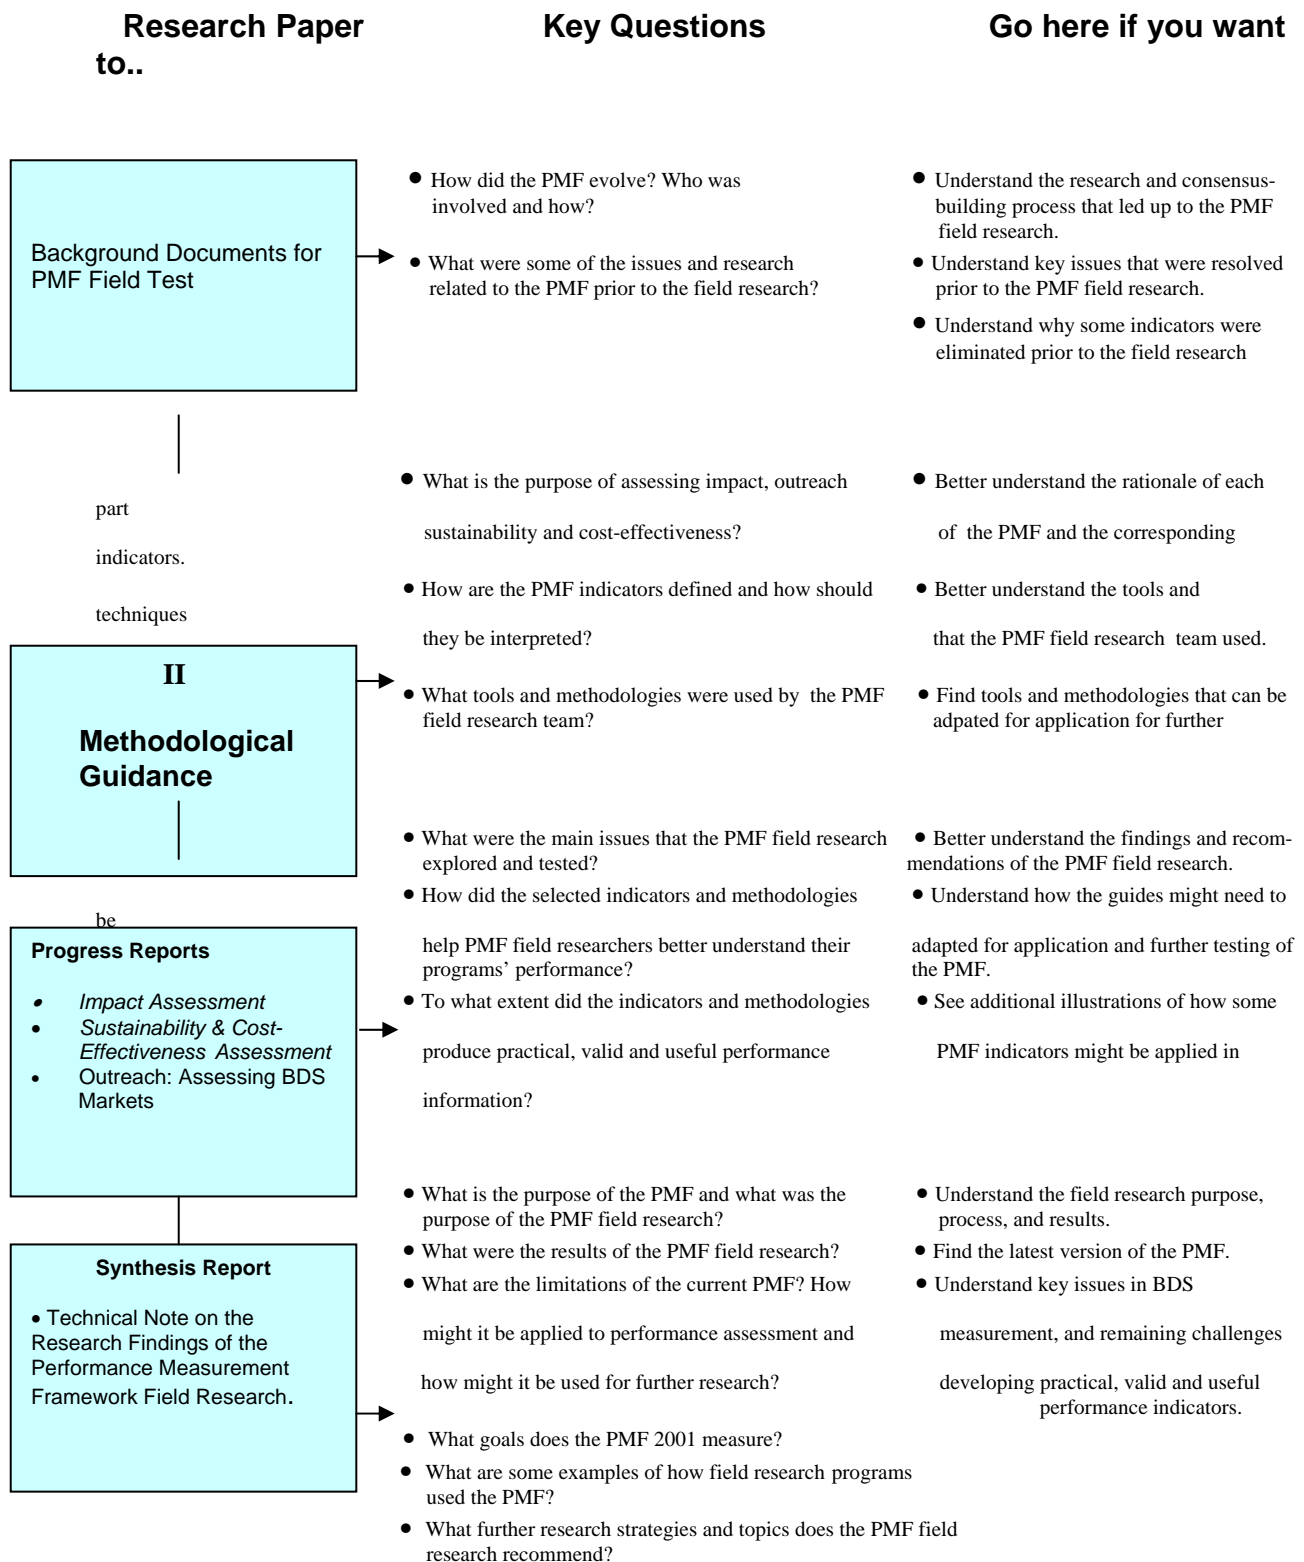 Research Paper Key Questions Go here if you want
to..
Background Documents for
PMF Field Test
• How did the PMF evolve? Who was
involved and how?
• What were some of the issues and research
related to the PMF prior to the field research?
• Understand the research and consensus-
building process that led up to the PMF
field research.
• Understand key issues that were resolved
prior to the PMF field research.
• Understand why some indicators were
eliminated prior to the field research
• What is the purpose of assessing impact, outreach
sustainability and cost-effectiveness?
• Better understand the rationale of each
part
of the PMF and the corresponding
indicators.
• How are the PMF indicators defined and how should
they be interpreted?
• Better understand the tools and
techniques
that the PMF field research team used.
II
Methodological
Guidance
• What tools and methodologies were used by the PMF
field research team?
• Find tools and methodologies that can be
adpated for application for further
• What were the main issues that the PMF field research
explored and tested?
• How did the selected indicators and methodologies
help PMF field researchers better understand their
programs’ performance?
• To what extent did the indicators and methodologies
produce practical, valid and useful performance
information?
• Better understand the findings and recom-
mendations of the PMF field research.
• Understand how the guides might need to
be
adapted for application and further testing of
the PMF.
• See additional illustrations of how some
PMF indicators might be applied in
Progress Reports
• Impact Assessment
• Sustainability & Cost-
Effectiveness Assessment
• Outreach: Assessing BDS
Markets
• What is the purpose of the PMF and what was the
purpose of the PMF field research?
• What were the results of the PMF field research?
• What are the limitations of the current PMF? How
might it be applied to performance assessment and
how might it be used for further research?
• What goals does the PMF 2001 measure?
• What are some examples of how field research programs
used the PMF?
• What further research strategies and topics does the PMF field
research recommend?
• Understand the field research purpose,
process, and results.
• Find the latest version of the PMF.
• Understand key issues in BDS
measurement, and remaining challenges
developing practical, valid and useful
performance indicators.
Synthesis Report
• Technical Note on the
Research Findings of the
Performance Measurement
Framework Field Research.